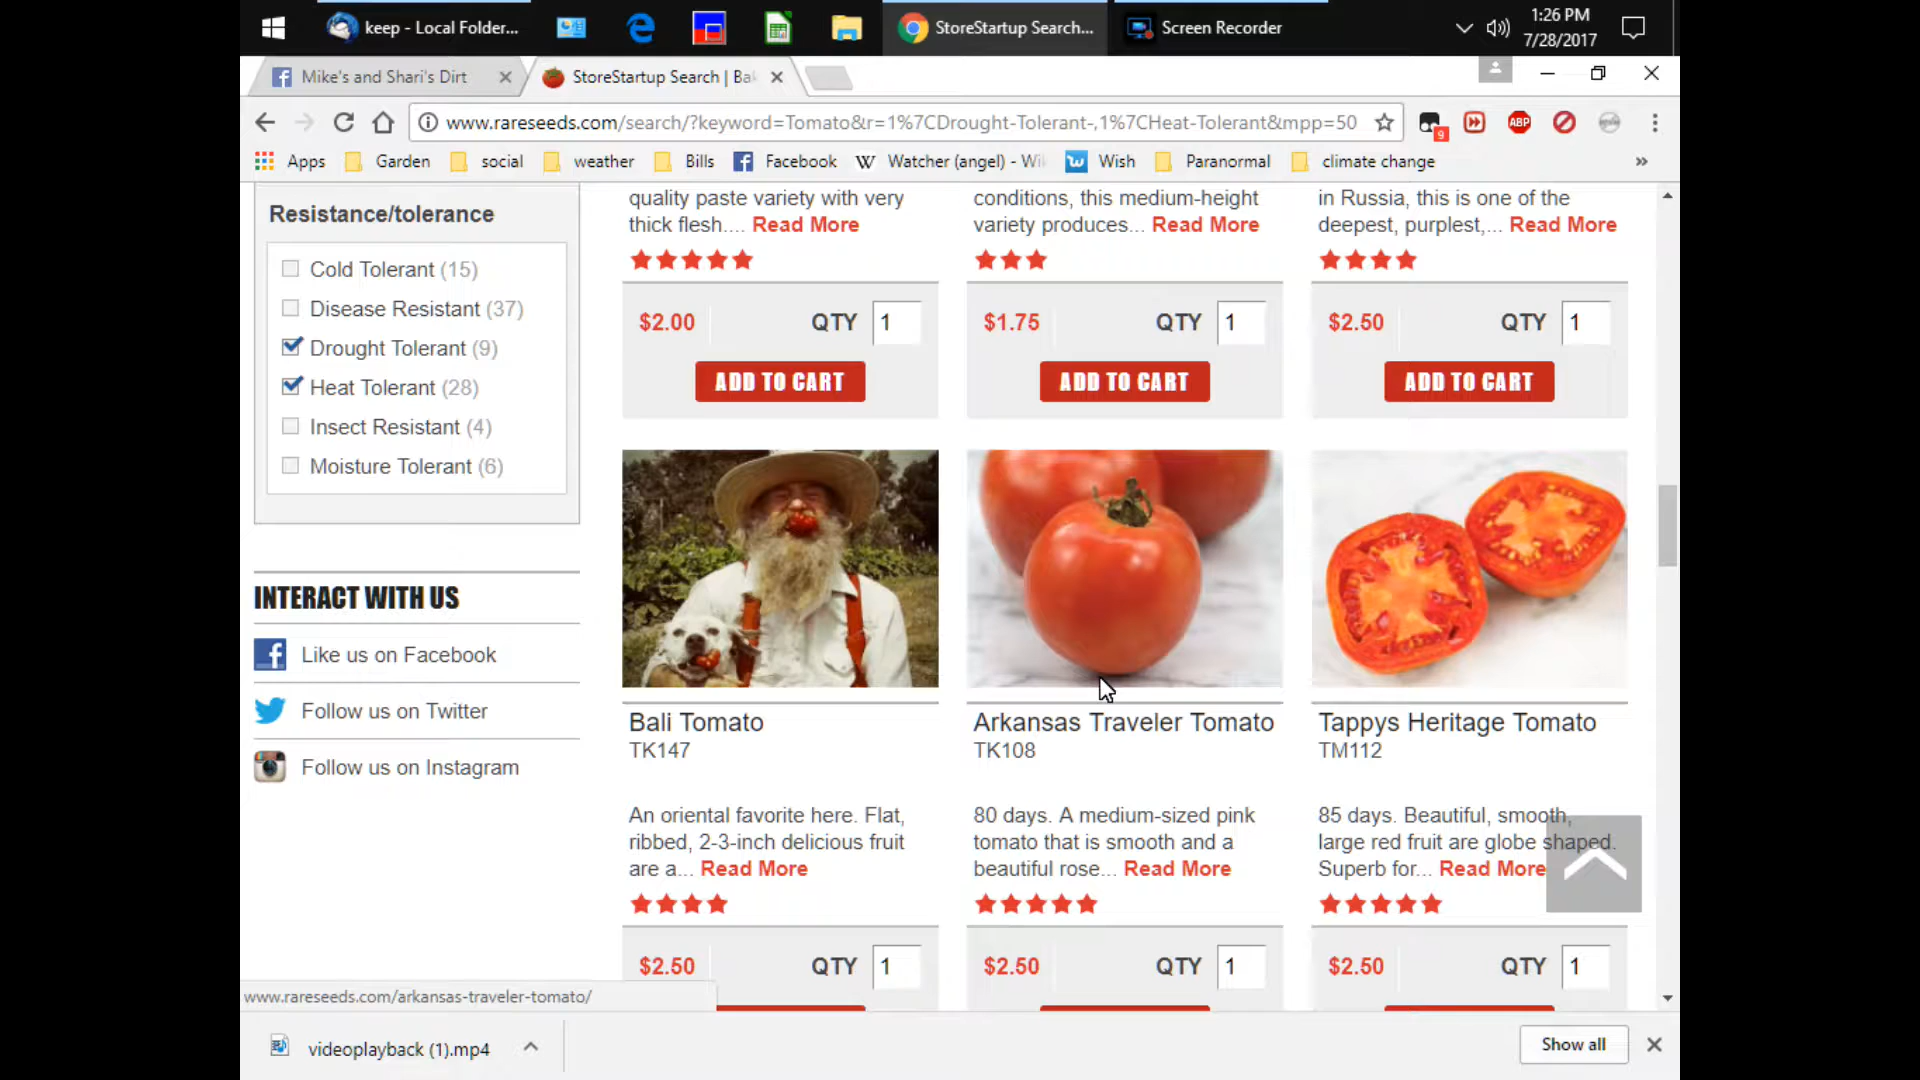 keep - Local Folder...
StoreStartup Search...
Screen Recorder
1:26 PM
7/28/2017
Mike's and Shari's Dirt
StoreStartup Search | Ba
www.rareseeds.com/search/?keyword=Tomato&r=1%7CDrought-Tolerant-,1%7CHeat-Tolerant&mpp=50
9
ABP
Apps
Garden
social
weather
Bills
Facebook
W Watcher (angel) - Wi
Wish
Paranormal
climate change
»
Resistance/tolerance
Cold Tolerant (15)
Disease Resistant (37)
Drought Tolerant (9)
Heat Tolerant (28)
Insect Resistant (4)
Moisture Tolerant (6)
INTERACT WITH US
Like us on Facebook
Follow us on Twitter
Follow us on Instagram
quality paste variety with very
thick flesh.... Read More
$2.00 QTY 1
ADD TO CART
conditions, this medium-height
variety produces... Read More
$1.75 QTY 1
ADD TO CART
in Russia, this is one of the
deepest, purplest,... Read More
$2.50 QTY 1
ADD TO CART
Bali Tomato
TK147
An oriental favorite here. Flat,
ribbed, 2-3-inch delicious fruit
are a... Read More
$2.50 QTY 1
Arkansas Traveler Tomato
TK108
80 days. A medium-sized pink
tomato that is smooth and a
beautiful rose... Read More
$2.50 QTY 1
Tappys Heritage Tomato
TM112
85 days. Beautiful, smooth,
large red fruit are globe shaped.
Superb for... Read More
$2.50 QTY 1
www.rareseeds.com/arkansas-traveler-tomato/
videoplayback (1).mp4
Show all